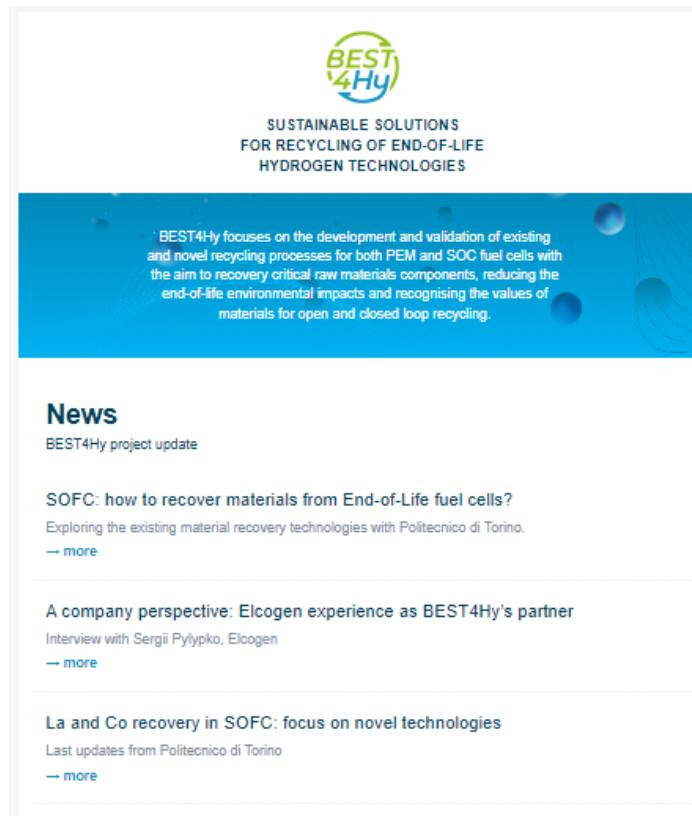 BEST
4Hy
SUSTAINABLE SOLUTIONS
FOR RECYCLING OF END-OF-LIFE
HYDROGEN TECHNOLOGIES
BEST4Hy focuses on the development and validation of existing
and novel recycling processes for both PEM and SOC fuel cells with
the aim to recover critical raw materials components, reducing the
end-of-life environmental impacts and recognising the values of
materials for open and closed loop recycling.
News
BEST4Hy project update
SOFC: how to recover materials from End-of-Life fuel cells?
Exploring the existing material recovery technologies with Politecnico di Torino.
→ more
A company perspective: Elcogen experience as BEST4Hy's partner
Interview with Sergii Pylypko, Elcogen
→ more
La and Co recovery in SOFC: focus on novel technologies
Last updates from Politecnico di Torino
→ more